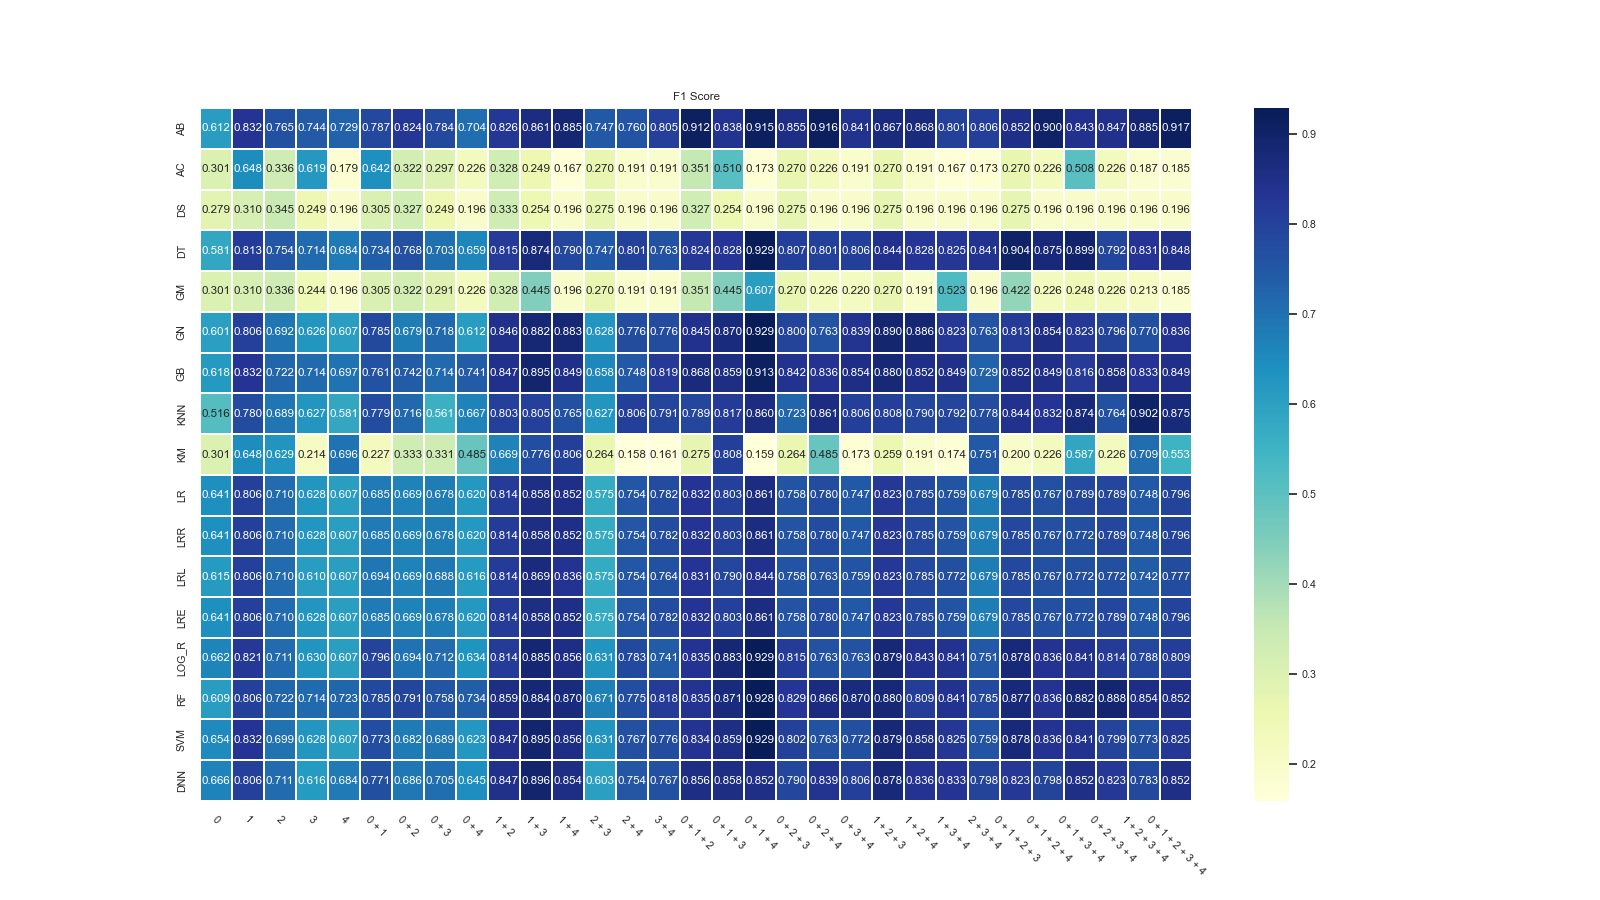 F1 Score
AB 0.612 0.832 0.765 0.744 0.729 0.787 0.824 0.784 0.704 0.826 0.861 0.885 0.747 0.760 0.805 0.912 0.838 0.915 0.855 0.916 0.841 0.867 0.868 0.801 0.806 0.852 0.900 0.843 0.847 0.885 0.917
AC 0.301 0.648 0.336 0.619 0.179 0.642 0.322 0.297 0.226 0.328 0.249 0.167 0.270 0.191 0.191 0.351 0.510 0.173 0.270 0.226 0.191 0.270 0.191 0.167 0.173 0.270 0.226 0.508 0.226 0.187 0.185
DS 0.279 0.310 0.345 0.249 0.196 0.305 0.327 0.249 0.196 0.333 0.254 0.196 0.275 0.196 0.196 0.327 0.254 0.196 0.275 0.196 0.196 0.275 0.196 0.196 0.196 0.275 0.196 0.196 0.196 0.196 0.196
DT 0.581 0.813 0.754 0.714 0.684 0.734 0.768 0.703 0.659 0.815 0.874 0.790 0.747 0.801 0.763 0.824 0.828 0.929 0.807 0.801 0.806 0.844 0.828 0.825 0.841 0.904 0.875 0.899 0.792 0.831 0.848
GM 0.301 0.310 0.336 0.244 0.196 0.305 0.322 0.291 0.226 0.328 0.445 0.196 0.270 0.191 0.191 0.351 0.445 0.607 0.270 0.226 0.220 0.270 0.191 0.523 0.196 0.422 0.226 0.248 0.226 0.213 0.185
GN 0.601 0.806 0.692 0.626 0.607 0.785 0.679 0.718 0.612 0.846 0.882 0.883 0.628 0.776 0.776 0.845 0.870 0.929 0.800 0.763 0.839 0.890 0.886 0.823 0.763 0.813 0.854 0.823 0.796 0.770 0.836
GB 0.618 0.832 0.722 0.714 0.697 0.761 0.742 0.714 0.741 0.847 0.895 0.849 0.658 0.748 0.819 0.868 0.859 0.913 0.842 0.836 0.854 0.880 0.852 0.849 0.729 0.852 0.849 0.816 0.858 0.833 0.849
KNN 0.516 0.780 0.689 0.627 0.581 0.779 0.716 0.561 0.667 0.803 0.805 0.765 0.627 0.806 0.791 0.789 0.817 0.860 0.723 0.861 0.806 0.808 0.790 0.792 0.778 0.844 0.832 0.874 0.764 0.902 0.875
KM 0.301 0.648 0.629 0.214 0.696 0.227 0.333 0.331 0.485 0.669 0.776 0.806 0.264 0.158 0.161 0.275 0.808 0.159 0.264 0.485 0.173 0.259 0.191 0.174 0.751 0.200 0.226 0.587 0.226 0.709 0.553
LR 0.641 0.806 0.710 0.628 0.607 0.685 0.669 0.678 0.620 0.814 0.858 0.852 0.575 0.754 0.782 0.832 0.803 0.861 0.758 0.780 0.747 0.823 0.785 0.759 0.679 0.785 0.767 0.789 0.789 0.748 0.796
LRR 0.641 0.806 0.710 0.628 0.607 0.685 0.669 0.678 0.620 0.814 0.858 0.852 0.575 0.754 0.782 0.832 0.803 0.861 0.758 0.780 0.747 0.823 0.785 0.759 0.679 0.785 0.767 0.772 0.789 0.748 0.796
LRL 0.615 0.806 0.710 0.610 0.607 0.694 0.669 0.688 0.616 0.814 0.869 0.836 0.575 0.754 0.764 0.831 0.790 0.844 0.758 0.763 0.759 0.823 0.785 0.772 0.679 0.785 0.767 0.772 0.772 0.742 0.777
LRE 0.641 0.806 0.710 0.628 0.607 0.685 0.669 0.678 0.620 0.814 0.858 0.852 0.575 0.754 0.782 0.832 0.803 0.861 0.758 0.780 0.747 0.823 0.785 0.759 0.679 0.785 0.767 0.772 0.789 0.748 0.796
LOG_R 0.662 0.821 0.711 0.630 0.607 0.796 0.694 0.712 0.634 0.814 0.885 0.856 0.631 0.783 0.741 0.835 0.883 0.929 0.815 0.763 0.763 0.879 0.843 0.841 0.751 0.878 0.836 0.841 0.814 0.788 0.809
RF 0.609 0.806 0.722 0.714 0.723 0.785 0.791 0.758 0.734 0.859 0.884 0.870 0.671 0.775 0.818 0.835 0.871 0.928 0.829 0.866 0.870 0.880 0.809 0.841 0.785 0.877 0.836 0.882 0.888 0.854 0.852
SVM 0.654 0.832 0.699 0.628 0.607 0.773 0.682 0.689 0.623 0.847 0.895 0.856 0.631 0.767 0.776 0.834 0.859 0.929 0.802 0.763 0.772 0.879 0.858 0.825 0.759 0.878 0.836 0.841 0.799 0.773 0.825
DNN 0.666 0.806 0.711 0.616 0.684 0.771 0.686 0.705 0.645 0.847 0.896 0.854 0.603 0.754 0.767 0.856 0.858 0.852 0.790 0.839 0.806 0.878 0.836 0.833 0.798 0.823 0.798 0.852 0.823 0.783 0.852
0
1
2
3
4
0 + 1
0 + 2
0 + 3
0 + 4
1 + 2
1 + 3
1 + 4
2 + 3
2 + 4
3 + 4
0 + 1 + 2
0 + 1 + 3
0 + 1 + 4
0 + 2 + 3
0 + 2 + 4
0 + 3 + 4
1 + 2 + 3
1 + 2 + 4
1 + 3 + 4
2 + 3 + 4
0 + 1 + 2 + 3
0 + 1 + 2 + 4
0 + 1 + 3 + 4
0 + 2 + 3 + 4
1 + 2 + 3 + 4
0 + 1 + 2 + 3 + 4
0.9
0.8
0.7
0.6
0.5
0.4
0.3
0.2